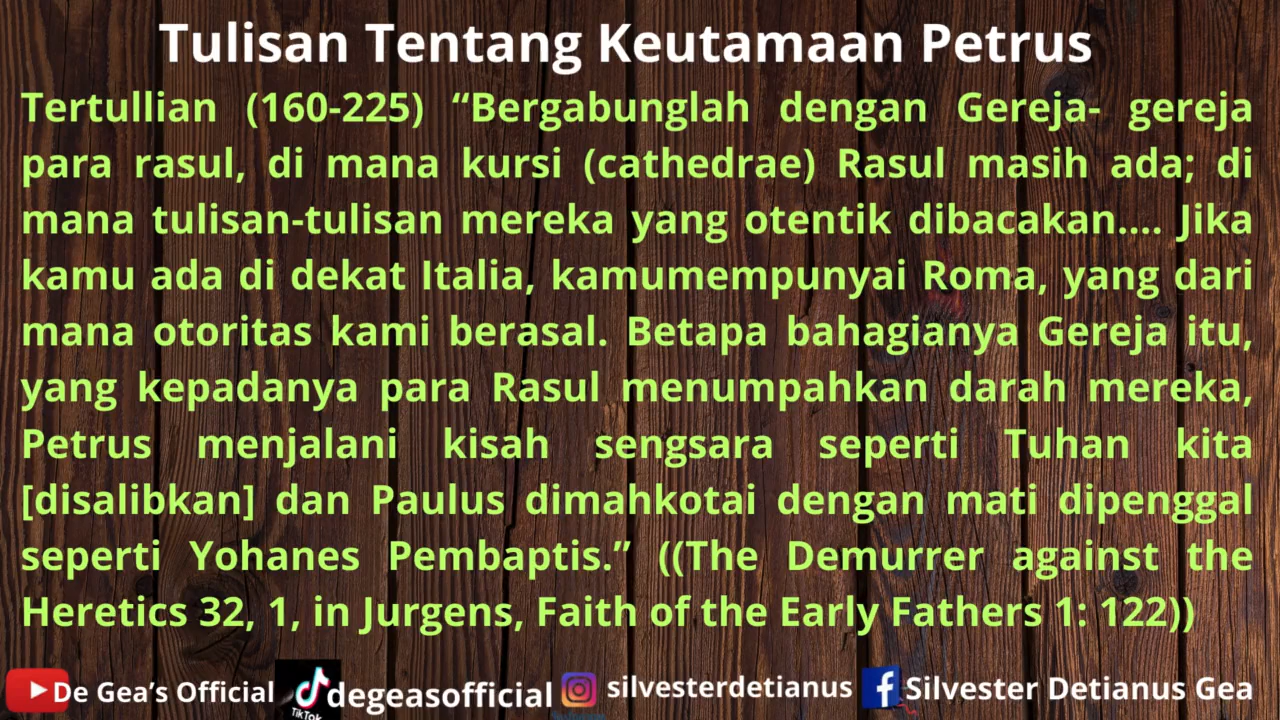 Tulisan Tentang Keutamaan Petrus
Tertullian (160-225) “Bergabunglah dengan Gereja- gereja
para rasul, di mana kursi (cathedrae) Rasul masih ada; di
mana tulisan-tulisan mereka yang otentik dibacakan.... Jika
kamu ada di dekat Italia, kamumempunyai Roma, yang dari
mana otoritas kami berasal. Betapa bahagianya Gereja itu,
yang kepadanya para Rasul menumpahkan darah mereka,
Petrus menjalani kisah sengsara seperti Tuhan kita
[disalibkan] dan Paulus dimahkotai dengan mati dipenggal
seperti Yohanes Pembaptis.” ((The Demurrer against the
Heretics 32, 1, in Jurgens, Faith of the Early Fathers 1: 122))
De Gea’s Official TikTok degeasofficial silvesterdetianus Silvester Detianus Gea